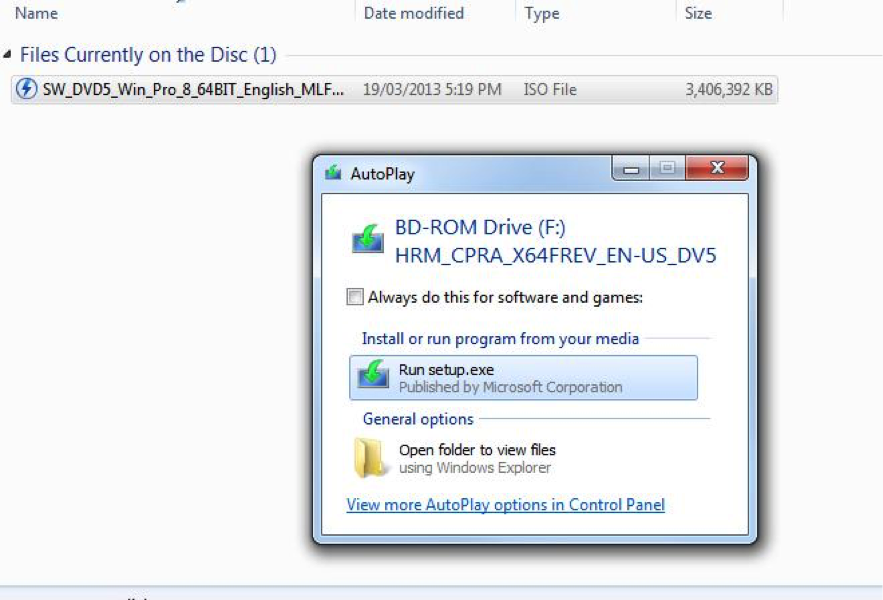 Name Date modified Type Size
Files Currently on the Disc (1)
SW_DVD5_Win_Pro_8_64BIT_English_MLF... 19/03/2013 5:19 PM ISO File 3,406,392 KB
AutoPlay
BD-ROM Drive (F:)
HRM_CPRA_X64FREV_EN-US_DV5
Always do this for software and games:
Install or run program from your media
Run setup.exe
Published by Microsoft Corporation
General options
Open folder to view files
using Windows Explorer
View more AutoPlay options in Control Panel